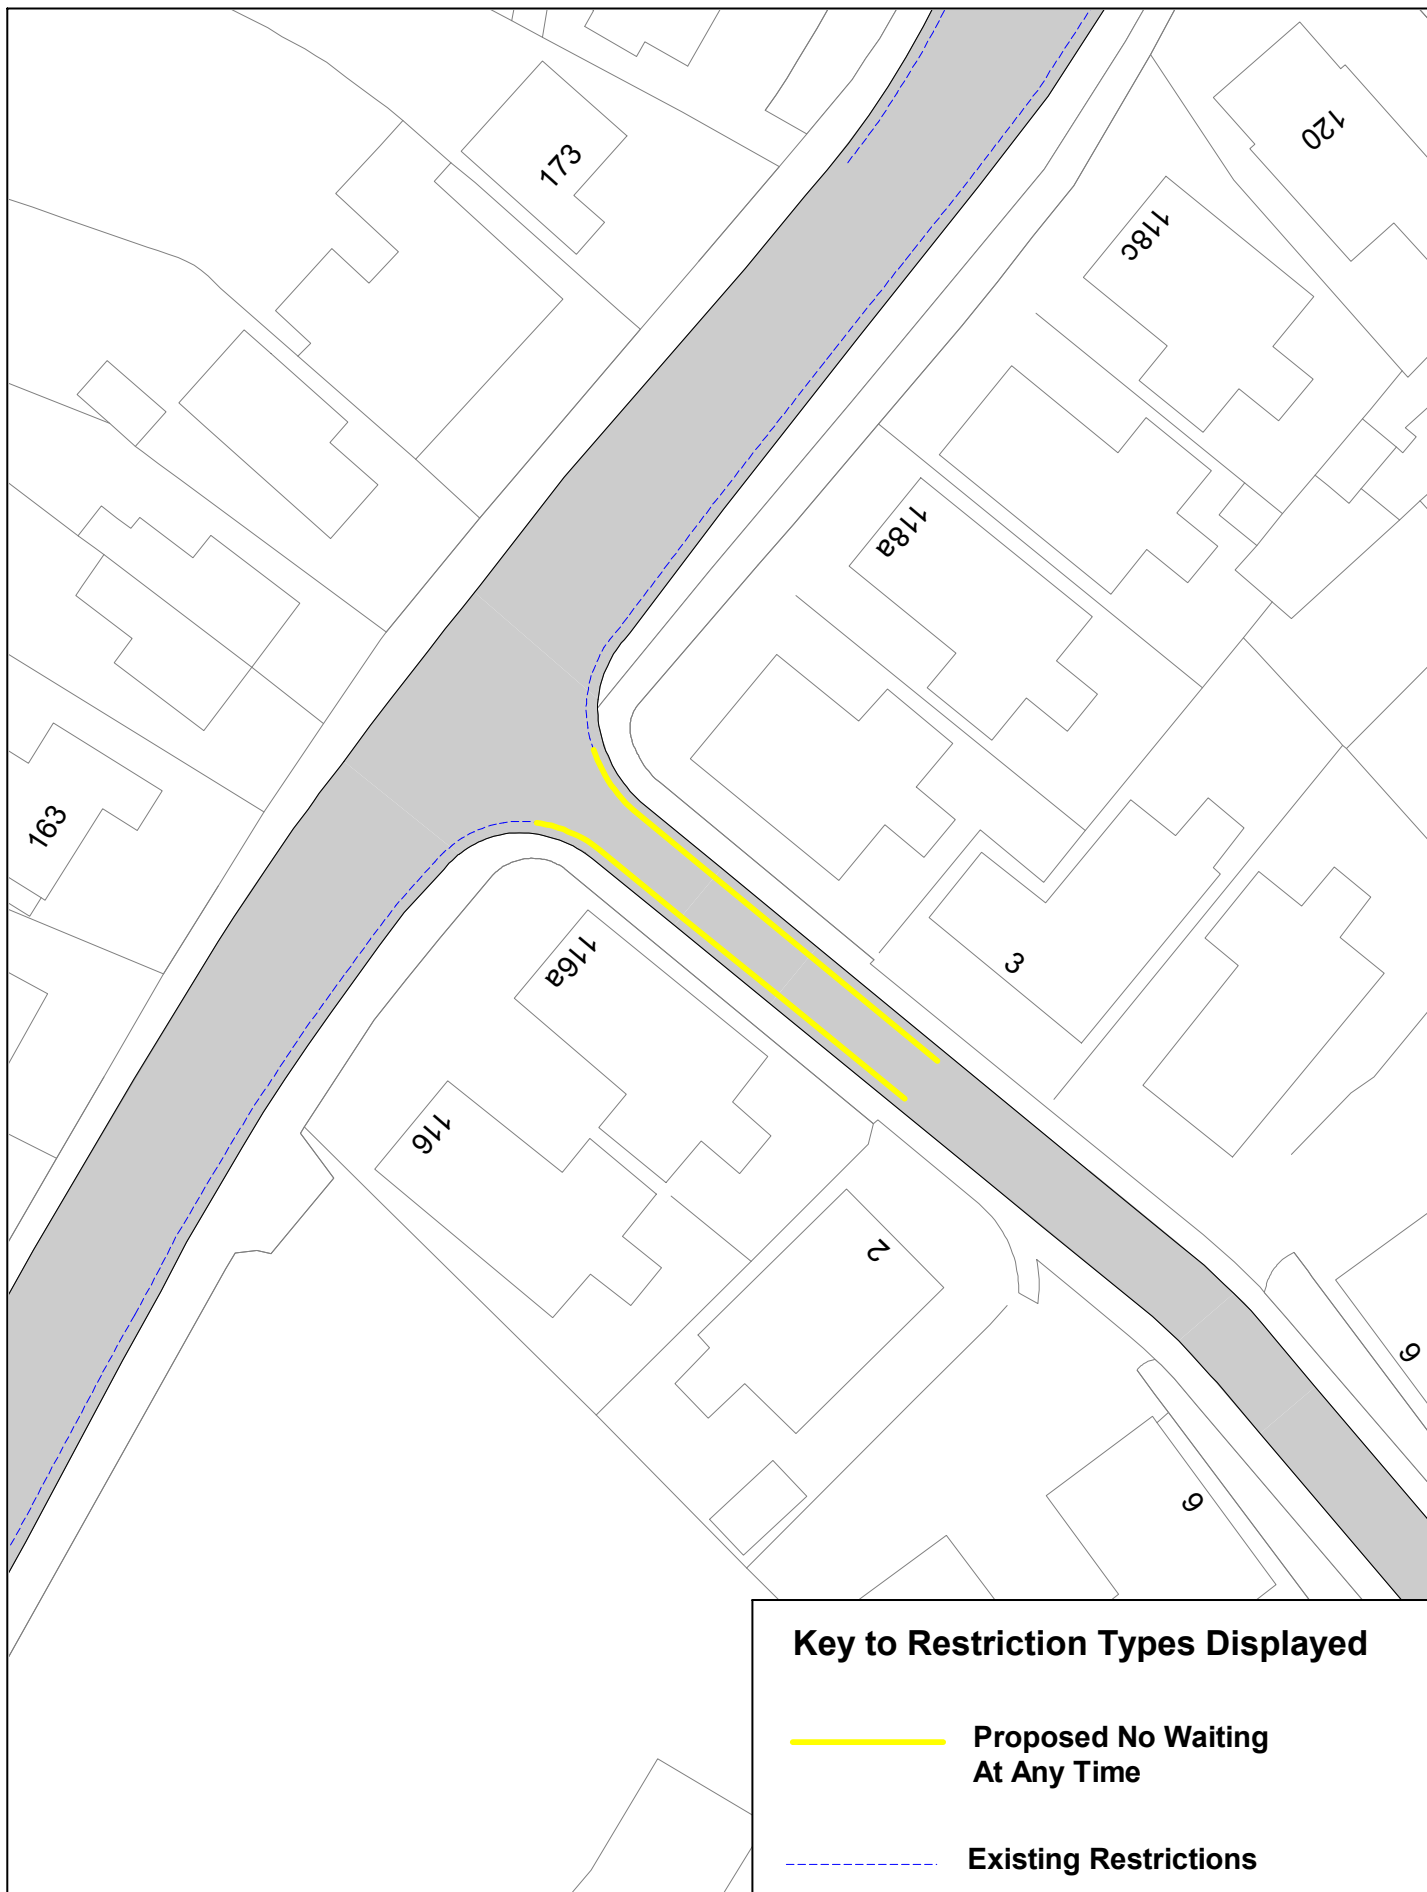 173
120
118c
118a
163
116a
3
116
2
9
6
Key to Restriction Types Displayed
Proposed No Waiting
At Any Time
Existing Restrictions